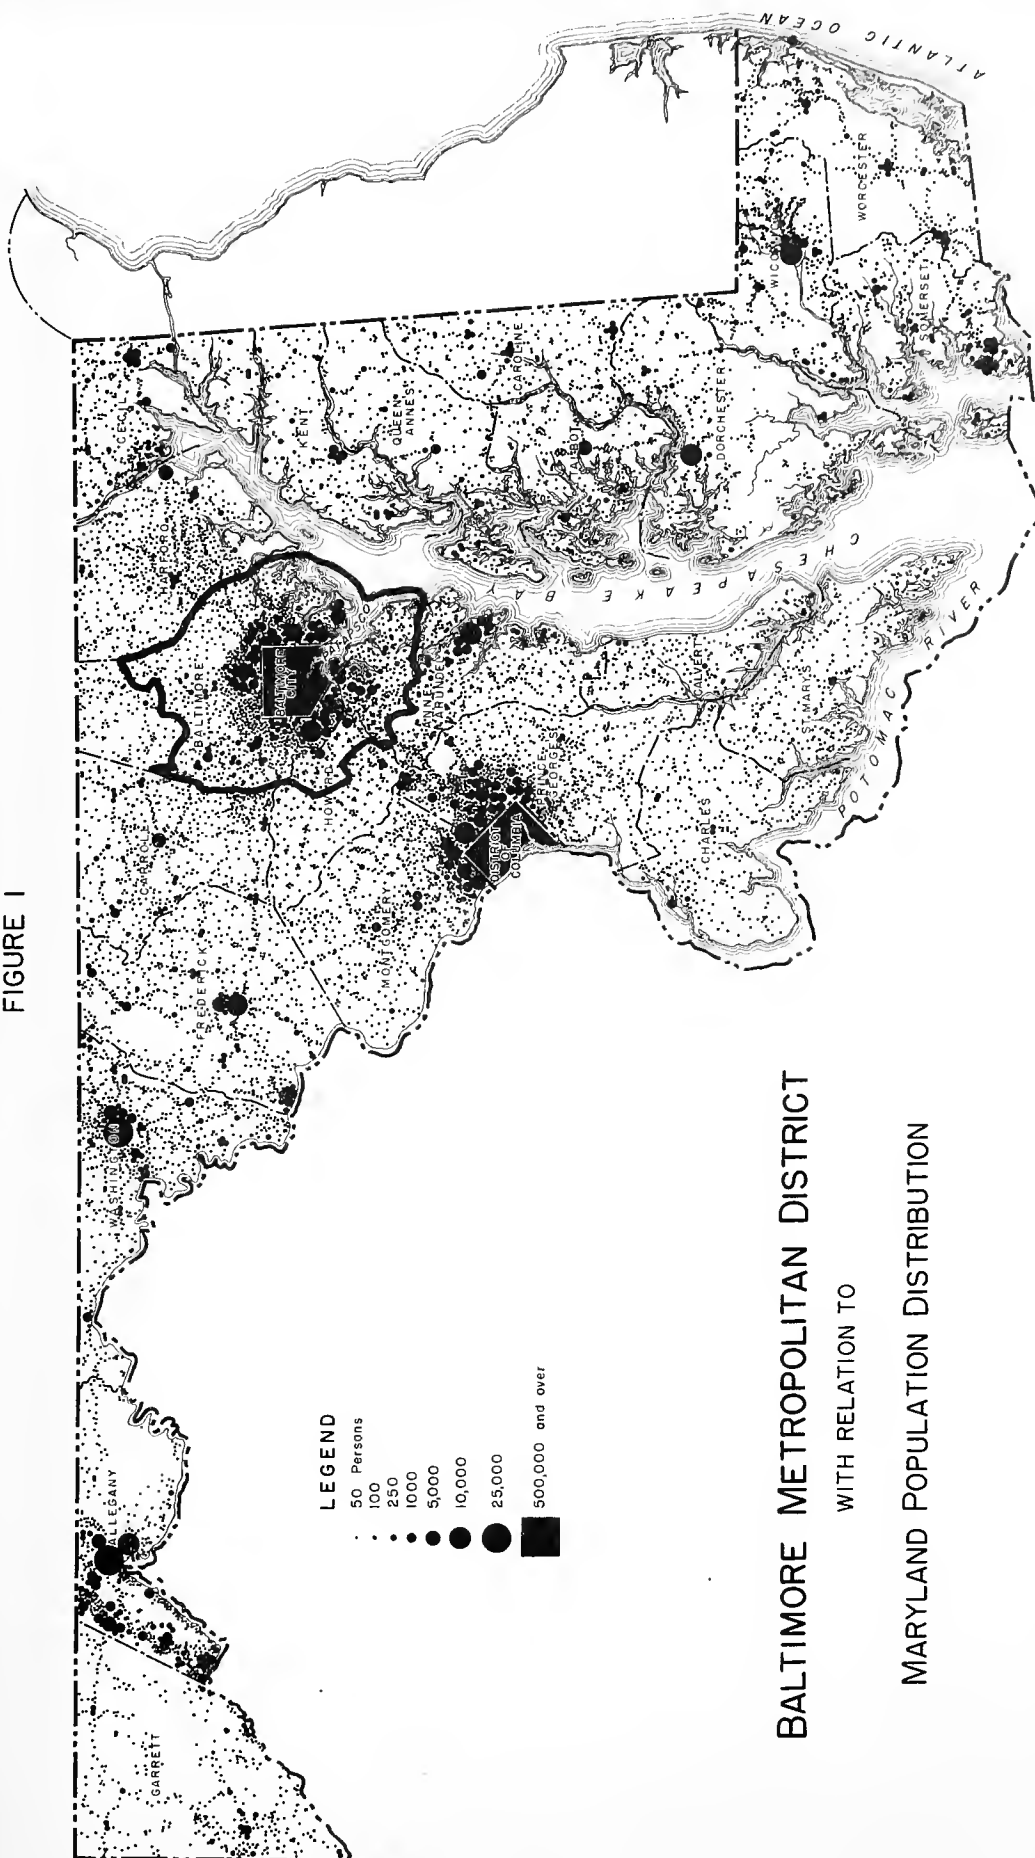 FIGURE I
GARRETT
ALLEGANY
WASHINGTON
FREDERICK
CARROLL
BALTIMORE
HARFORD
CECIL
BALTIMORE
CITY
HOWARD
MONTGOMERY
ANNE
ARUNDEL
KENT
QUEEN
ANNES
CAROLINE
TALBOT
DISTRICT
OF
COLUMBIA
PRINCE
GEORGES
CHARLES
CALVERT
ST. MARYS
DORCHESTER
WICOMICO
WORCESTER
SOMERSET
CHESAPEAKE BAY
POTOMAC RIVER
ATLANTIC OCEAN
LEGEND
50 Persons
100
250
1000
5,000
10,000
25,000
500,000 and over
BALTIMORE METROPOLITAN DISTRICT
WITH RELATION TO
MARYLAND POPULATION DISTRIBUTION